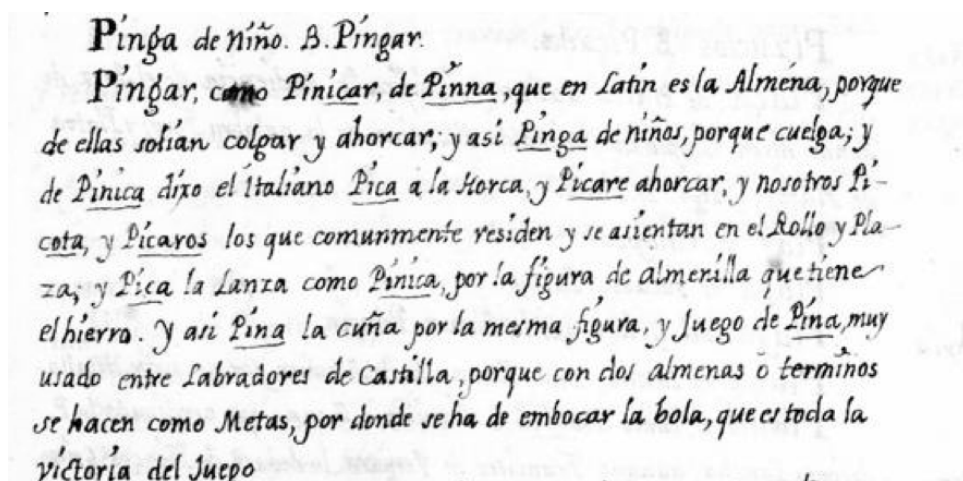 Pinga de niño. B. Pingar.
Pingar, como Pinicar, de Pinna, que en Latin es la Almena, porque
de ellas solian colgar y ahorcar; y asi Pinga de niños, porque cuelga; y
de Pinica dixo el Italiano Pica a la Horca, y Picare ahorcar, y nosotros Pi-
cota, y Picaros los que comunmente residen y se asientan en el Rollo y Pla-
za; y Pica la Lanza como Pinica, por la figura de almenilla que tiene
el hierro. Y asi Pina la cuña por la mesma figura, y Juego de Pina, muy
usado entre Labradores de Castilla, porque con dos almenas o terminos
se hacen como Metas, por donde se ha de embocar la bola, que es toda la
victoria del Juego